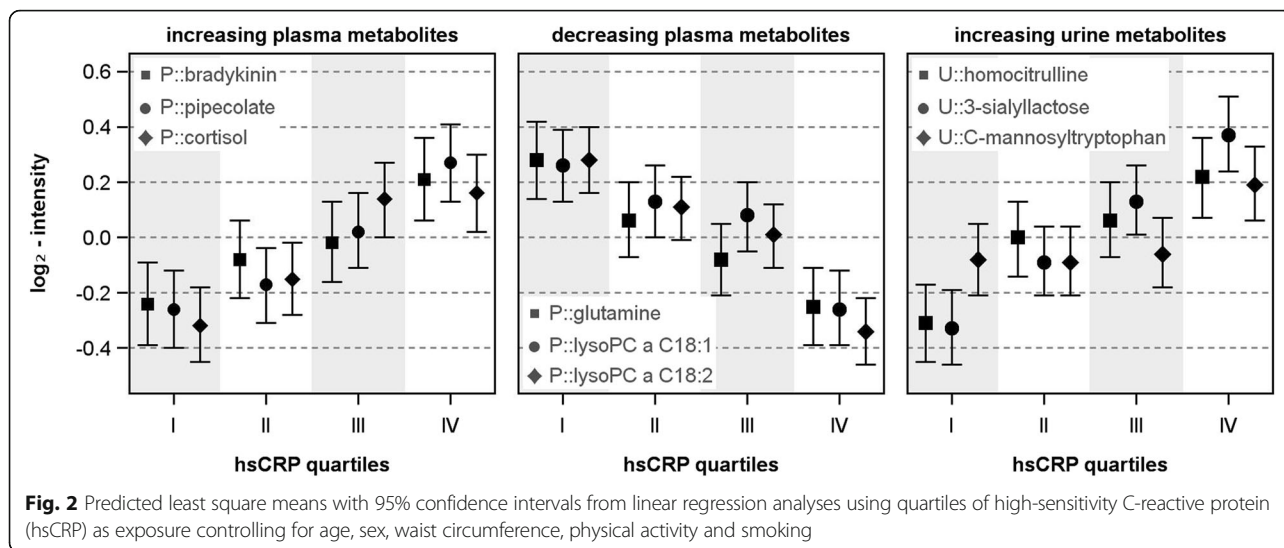 increasing plasma metabolites
decreasing plasma metabolites
increasing urine metabolites
log₂ - intensity
0.6
0.4
0.2
0.0
-0.2
-0.4
P::bradykinin
P::pipecolate
P::cortisol
P::glutamine
P::lysoPC a C18:1
P::lysoPC a C18:2
U::homocitrulline
U::3-sialyllactose
U::C-mannosyltryptophan
I II III IV
I II III IV
I II III IV
hsCRP quartiles
hsCRP quartiles
hsCRP quartiles
Fig. 2 Predicted least square means with 95% confidence intervals from linear regression analyses using quartiles of high-sensitivity C-reactive protein
(hsCRP) as exposure controlling for age, sex, waist circumference, physical activity and smoking